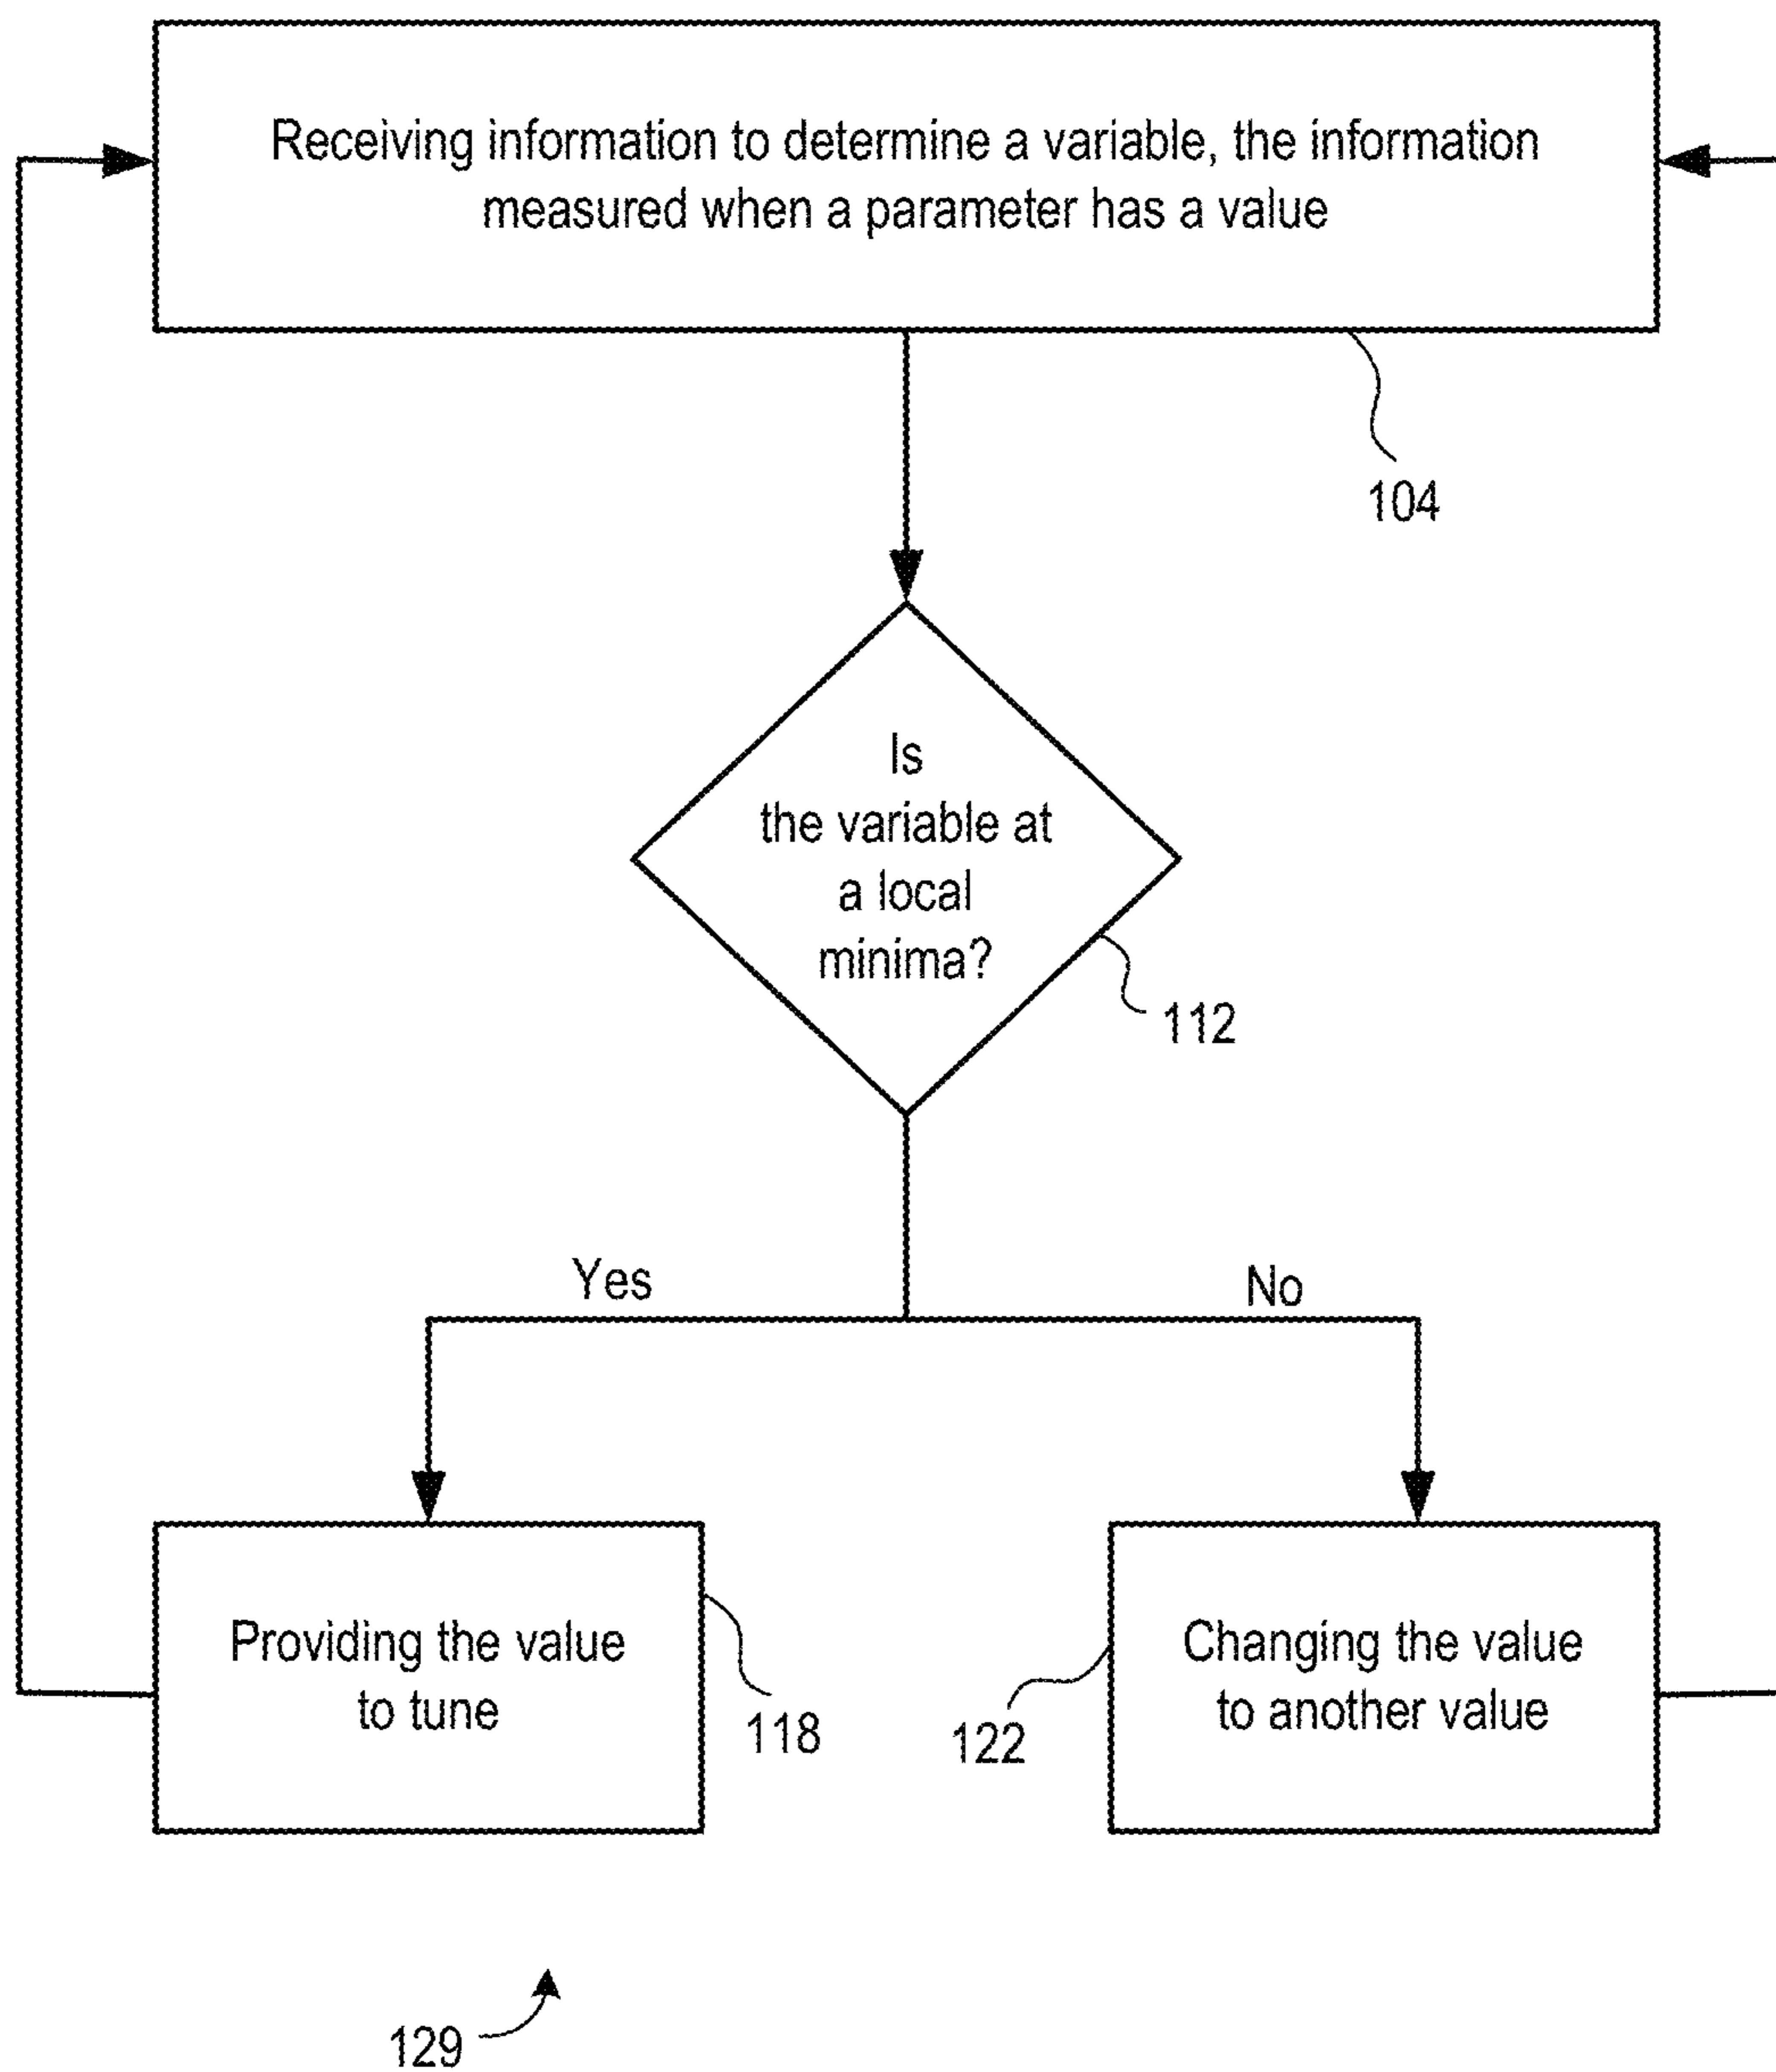 Receiving information to determine a variable, the information
measured when a parameter has a value
104
Is
the variable at
a local
minima?
112
Yes
No
Providing the value
to tune
118
122
Changing the value
to another value
129